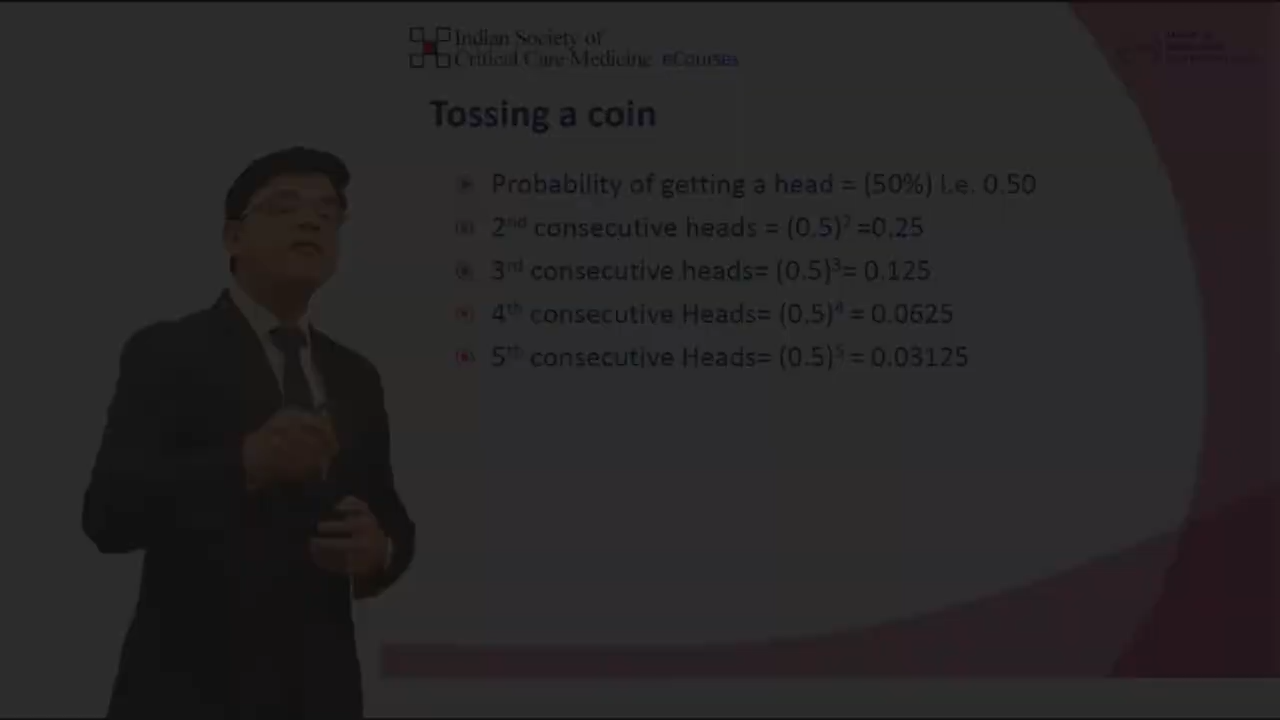 Indian Society of
Critical Care Medicine eCourses
Tossing a coin
Probability of getting a head = (50%) i.e. 0.50
2nd consecutive heads = (0.5)² =0.25
3rd consecutive heads= (0.5)³= 0.125
4th consecutive Heads= (0.5)⁴ = 0.0625
5th consecutive Heads= (0.5)⁵ = 0.03125